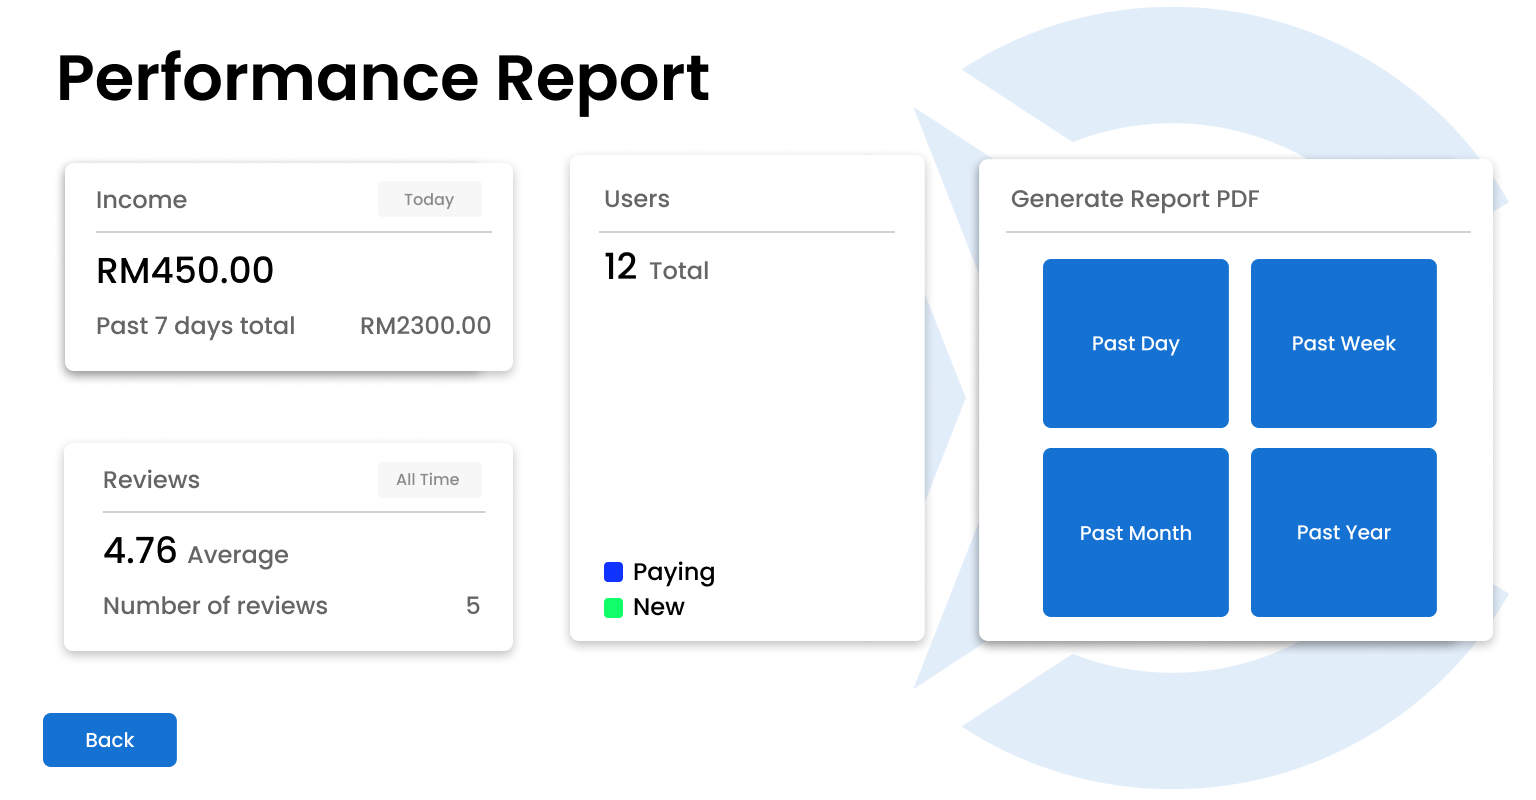 Performance Report
Income
Today
RM450.00
Past 7 days total RM2300.00
Reviews
All Time
4.76 Average
Number of reviews 5
Users
12 Total
Paying
New
Generate Report PDF
Past Day
Past Week
Past Month
Past Year
Back